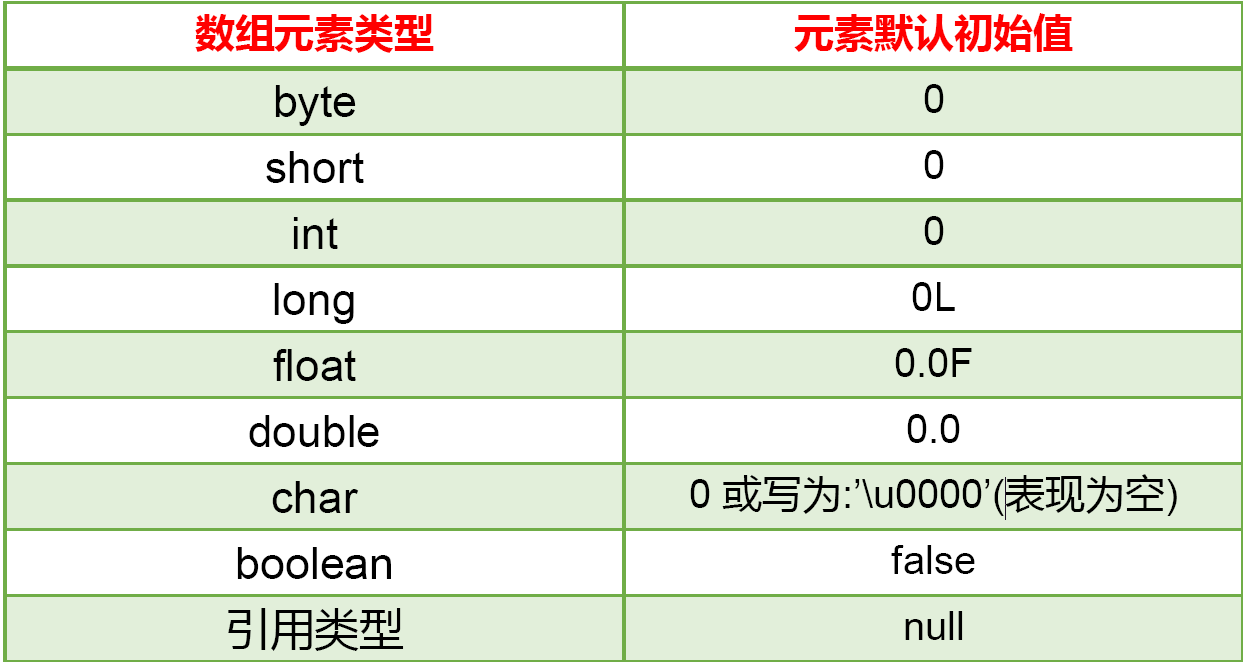 数组元素类型 元素默认初始值
byte 0
short 0
int 0
long 0L
float 0.0F
double 0.0
char 0 或写为:’\u0000’(表现为空)
boolean false
引用类型 null